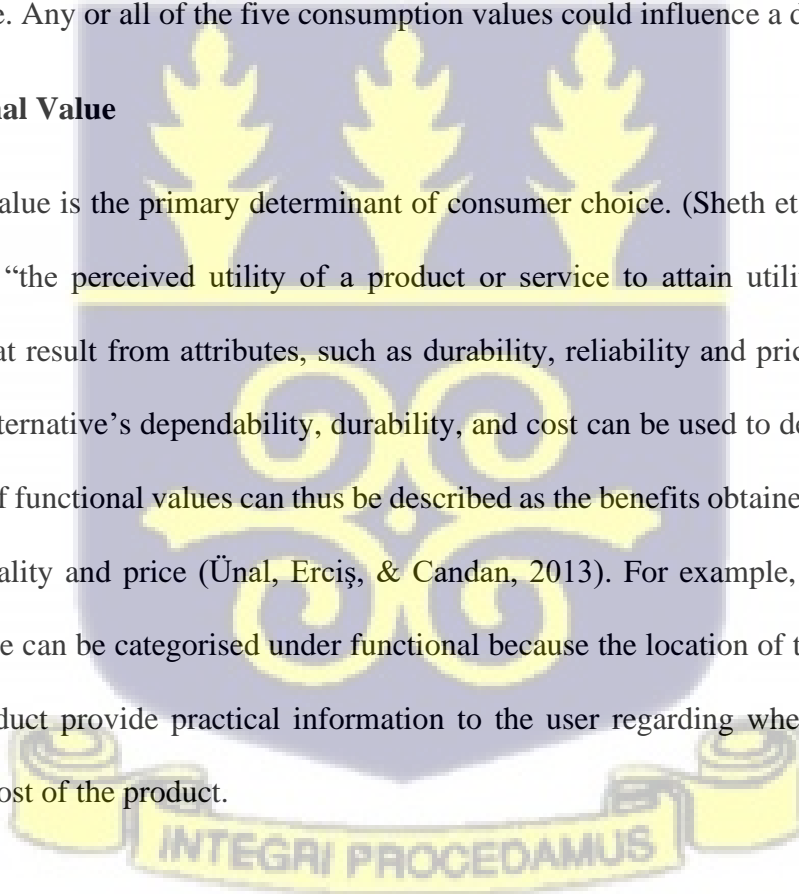 e. Any or all of the five consumption values could influence a d
nal Value
alue is the primary determinant of consumer choice. (Sheth et
“the perceived utility of a product or service to attain utili
at result from attributes, such as durability, reliability and pric
lternative’s dependability, durability, and cost can be used to de
f functional values can thus be described as the benefits obtaine
ality and price (Ünal, Erciş, & Candan, 2013). For example,
e can be categorised under functional because the location of t
duct provide practical information to the user regarding whe
ost of the product.
INTEGRI PROCEDAMUS